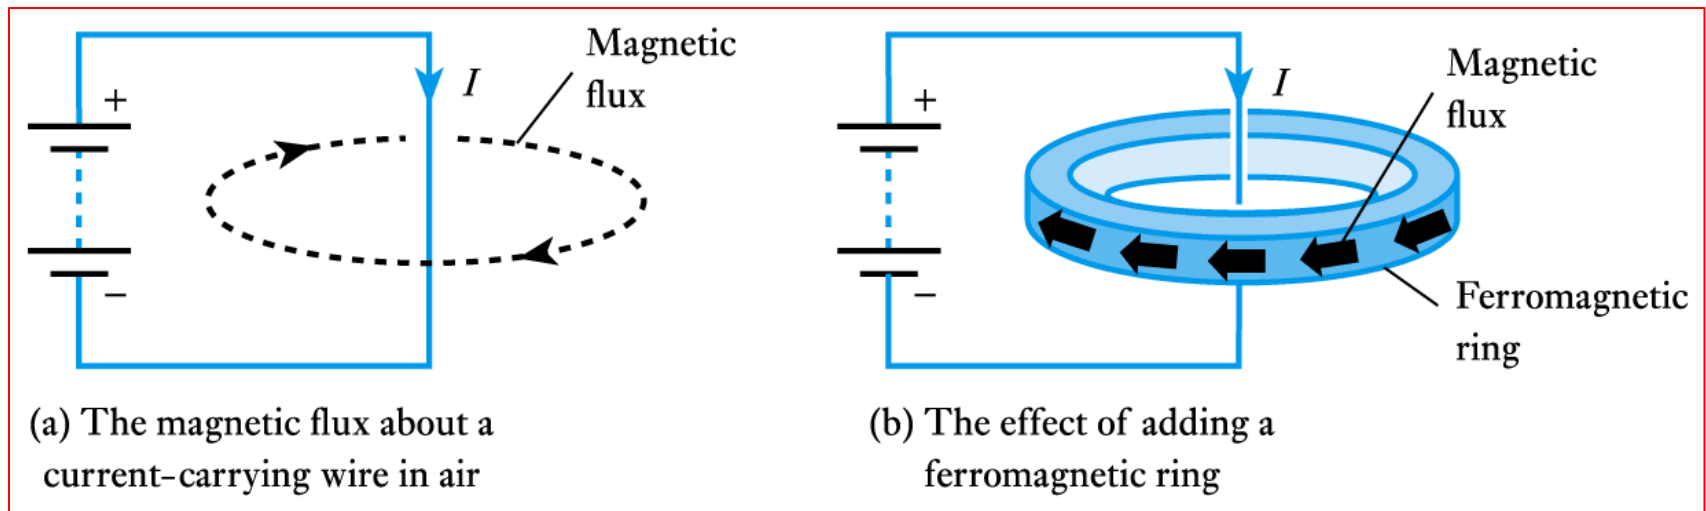 Magnetic
flux
I
+
−
(a) The magnetic flux about a
current-carrying wire in air
Magnetic
flux
I
+
−
Ferromagnetic
ring
(b) The effect of adding a
ferromagnetic ring